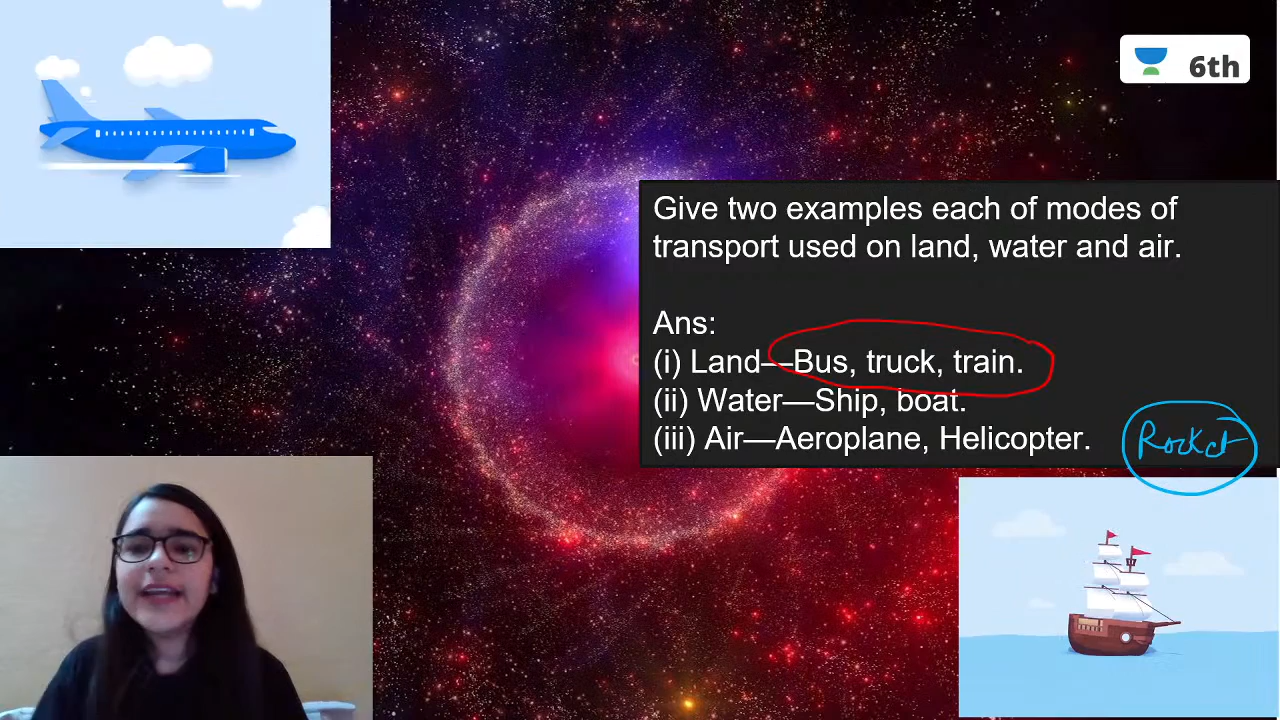 6th
Give two examples each of modes of
transport used on land, water and air.
Ans:
(i) Land—Bus, truck, train.
(ii) Water—Ship, boat.
(iii) Air—Aeroplane, Helicopter.
Rocket